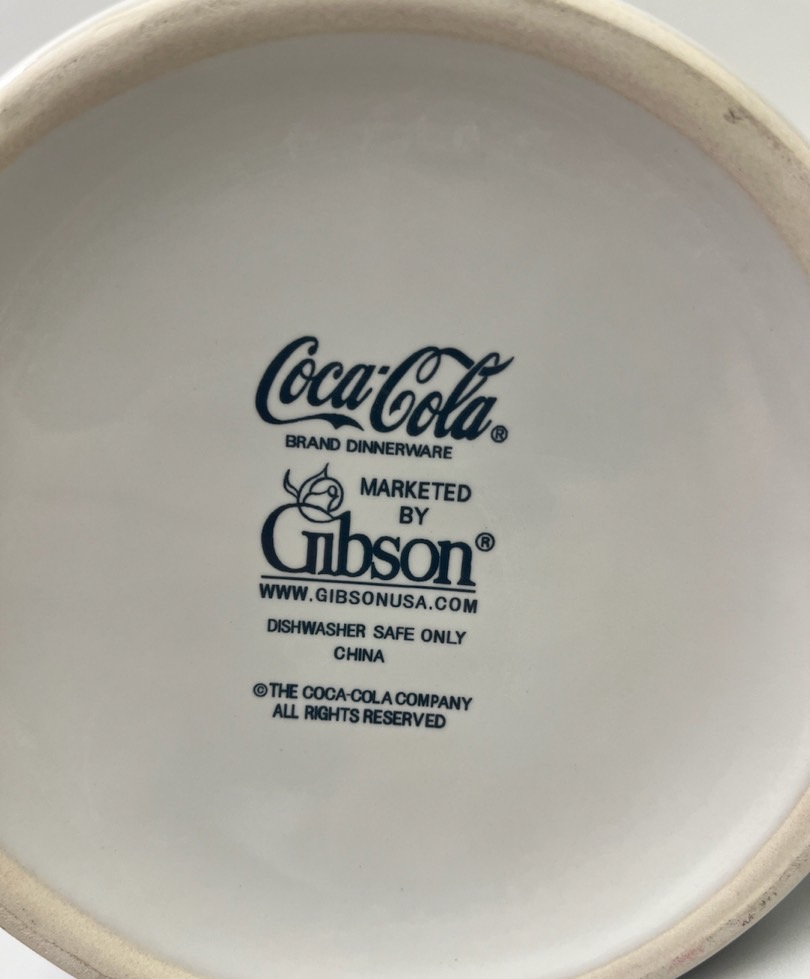 Coca-Cola®
BRAND DINNERWARE
MARKETED
BY
Gibson®
WWW.GIBSONUSA.COM
DISHWASHER SAFE ONLY
CHINA
©THE COCA-COLA COMPANY
ALL RIGHTS RESERVED